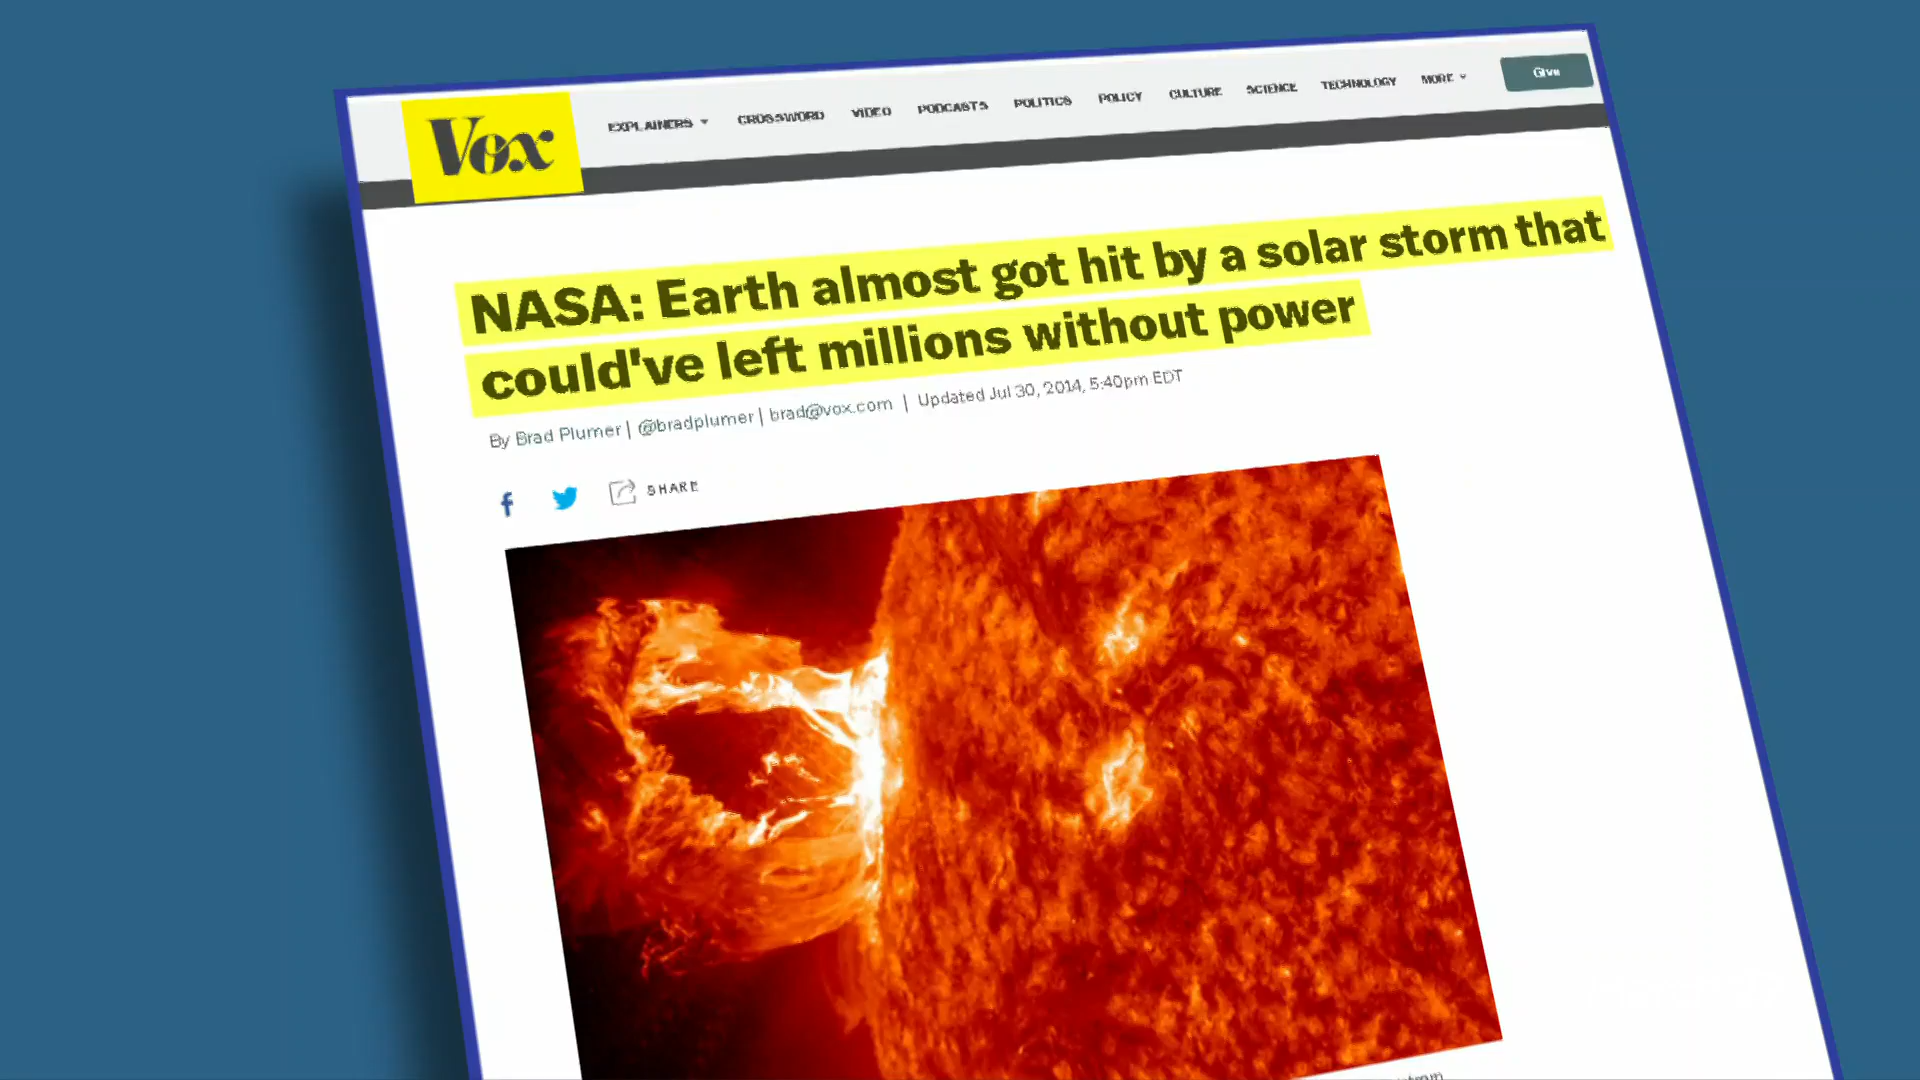 Vox
EXPLAINERS CROSSWORD VIDEO PODCASTS POLITICS POLICY CULTURE SCIENCE TECHNOLOGY MORE Give
NASA: Earth almost got hit by a solar storm that
could've left millions without power
By Brad Plumer | @bradplumer | brad@vox.com | Updated Jul 30, 2014, 5:40pm EDT
SHARE